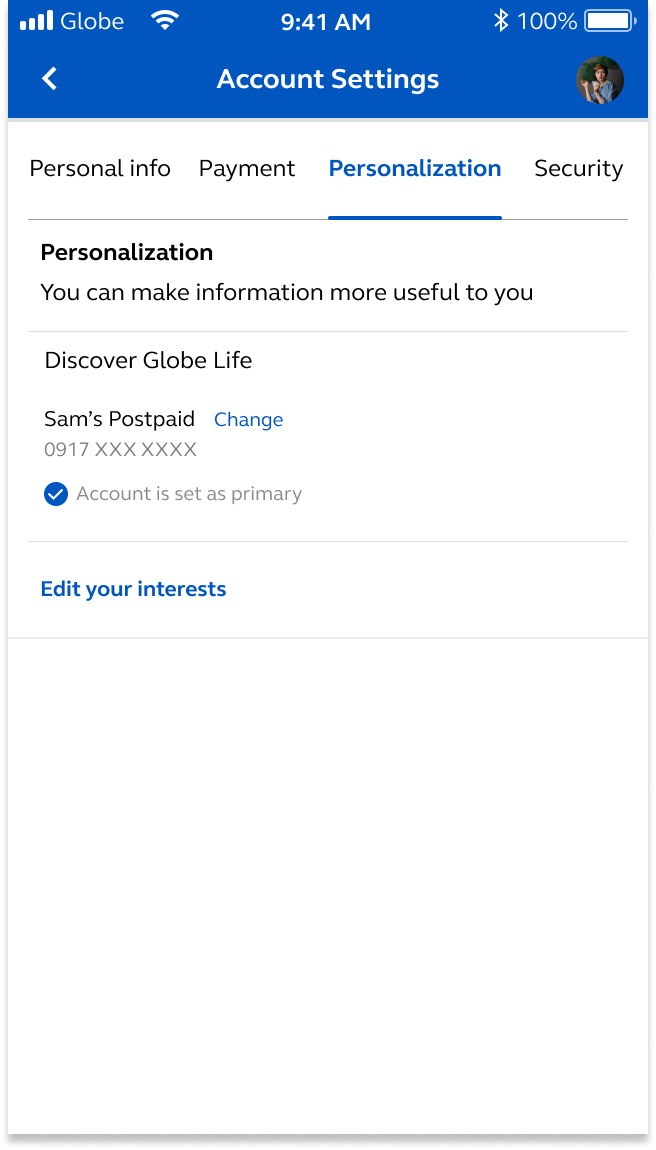 Globe 9:41 AM 100%
Account Settings
Personal info Payment Personalization Security
Personalization
You can make information more useful to you
Discover Globe Life
Sam’s Postpaid Change
0917 XXX XXXX
Account is set as primary
Edit your interests